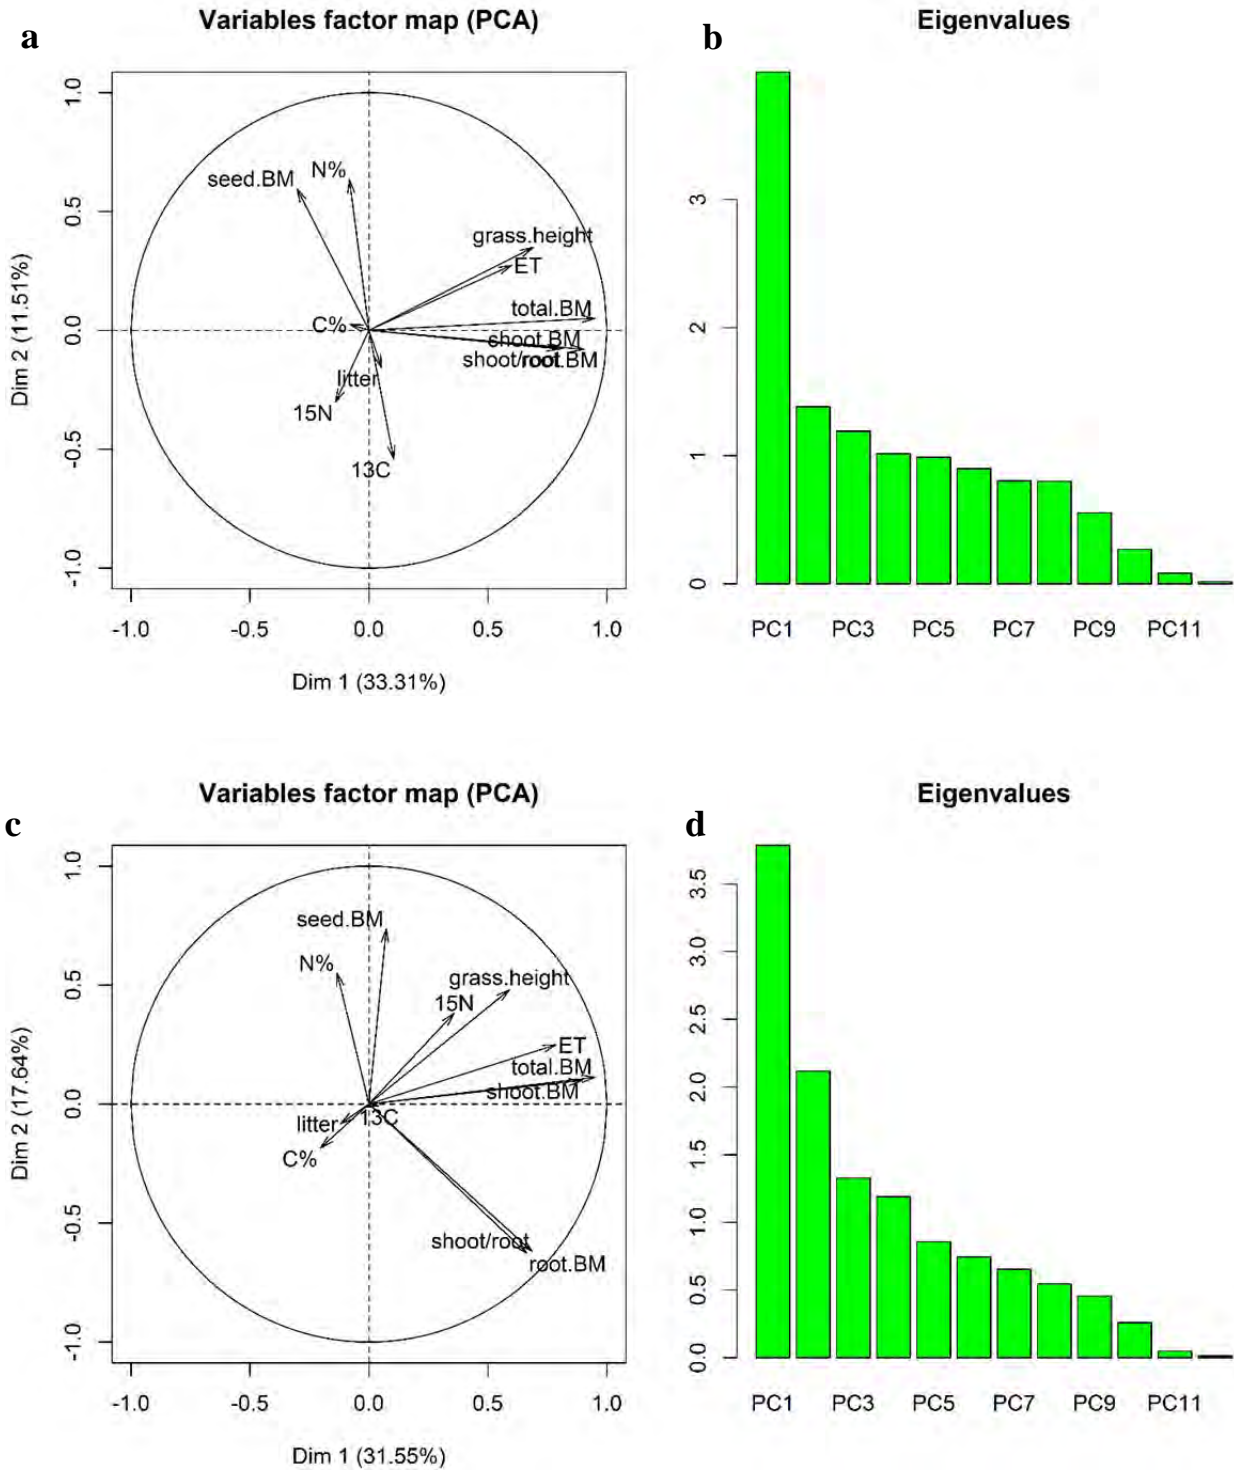 Variables factor map (PCA)
Eigenvalues
a
b
1.0
0.5
0.0
-0.5
-1.0
Dim 2 (11.51%)
seed.BM
N%
grass.height
ET
total.BM
C%
shoot.BM
shoot/root
root.BM
litter
15N
13C
-1.0 -0.5 0.0 0.5 1.0
Dim 1 (33.31%)
3
2
1
0
PC1 PC3 PC5 PC7 PC9 PC11
Variables factor map (PCA)
Eigenvalues
c
d
1.0
0.5
0.0
-0.5
-1.0
Dim 2 (17.64%)
seed.BM
N%
grass.height
15N
ET
total.BM
shoot.BM
13C
litter
C%
shoot/root
root.BM
-1.0 -0.5 0.0 0.5 1.0
Dim 1 (31.55%)
3.5
3.0
2.5
2.0
1.5
1.0
0.5
0.0
PC1 PC3 PC5 PC7 PC9 PC11